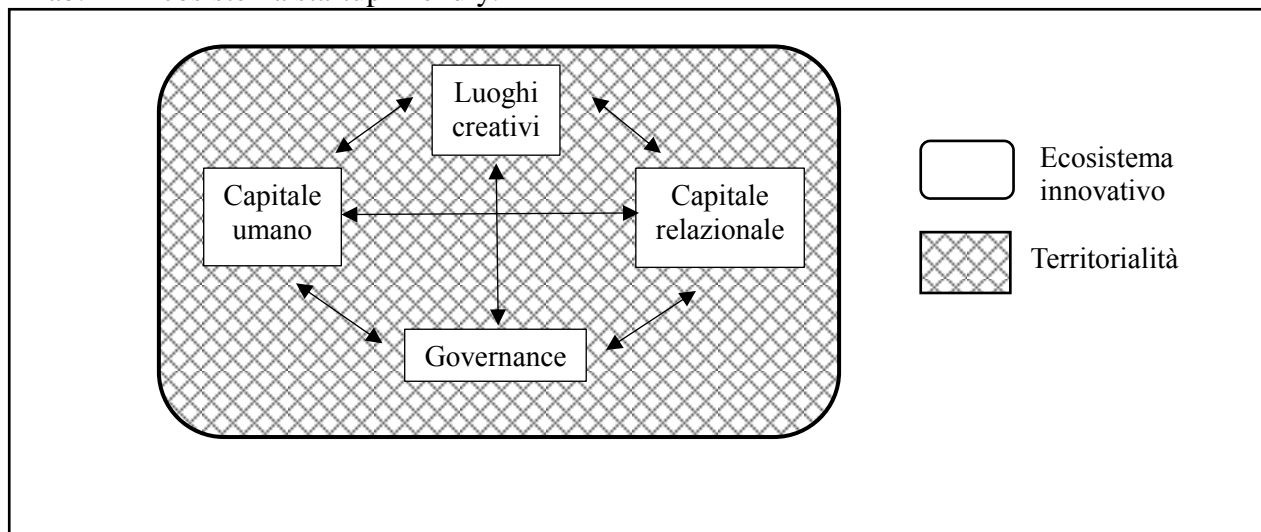 Luoghi
creativi
Capitale
umano
Capitale
relazionale
Governance
Ecosistema
innovativo
Territorialità